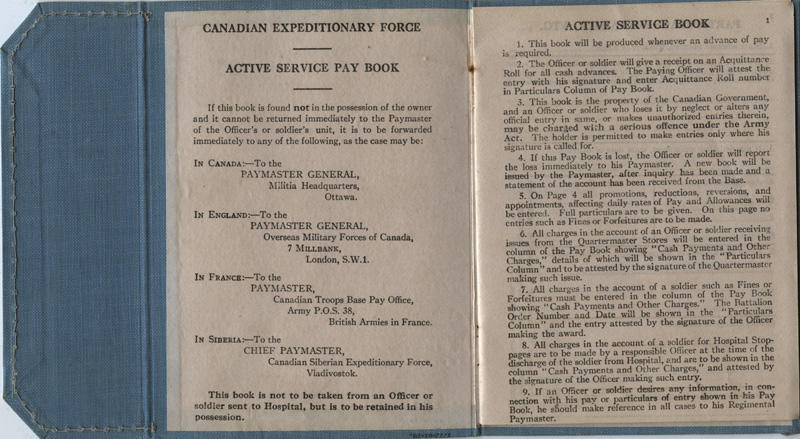 CANADIAN EXPEDITIONARY FORCE
ACTIVE SERVICE PAY BOOK
If this book is found not in the possession of the owner
and it cannot be returned immediately to the Paymaster
of the Officer's or soldier's unit, it is to be forwarded
immediately to any of the following, as the case may be:
IN CANADA:—To the
PAYMASTER GENERAL,
Militia Headquarters,
Ottawa.
IN ENGLAND:—To the
PAYMASTER GENERAL,
Overseas Military Forces of Canada,
7 MILLBANK,
London, S.W.1.
IN FRANCE:—To the
PAYMASTER,
Canadian Troops Base Pay Office,
Army P.O.S. 38,
British Armies in France.
IN SIBERIA:—To the
CHIEF PAYMASTER,
Canadian Siberian Expeditionary Force,
Vladivostok.
This book is not to be taken from an Officer or
soldier sent to Hospital, but is to be retained in his
possession.
1
ACTIVE SERVICE BOOK
1. This book will be produced whenever an advance of pay
is required.
2. The Officer or soldier will give a receipt on an Acquittance
Roll for all cash advances. The Paying Officer will attest the
entry with his signature and enter Acquittance Roll number
in Particulars Column of Pay Book.
3. This book is the property of the Canadian Government,
and an Officer or soldier who loses it by neglect or alters any
official entry in same, or makes unauthorized entries therein,
may be charged with a serious offence under the Army
Act. The holder is permitted to make entries only where his
signature is called for.
4. If this Pay Book is lost, the Officer or soldier will report
the loss immediately to his Paymaster. A new book will be
issued by the Paymaster, after inquiry has been made and a
statement of the account has been received from the Base.
5. On Page 4 all promotions, reductions, reversions, and
appointments, affecting daily rates of Pay and Allowances will
be entered. Full particulars are to be given. On this page no
entries such as Fines or Forfeitures are to be made.
6. All charges in the account of an Officer or soldier receiving
issues from the Quartermaster Stores will be entered in the
column of the Pay Book showing "Cash Payments and Other
Charges," details of which will be shown in the "Particulars
Column" and to be attested by the signature of the Quartermaster
making such issue.
7. All charges in the account of a soldier such as Fines or
Forfeitures must be entered in the column of the Pay Book
showing "Cash Payments and Other Charges." The Battalion
Order Number and Date will be shown in the "Particulars
Column" and the entry attested by the signature of the Officer
making the award.
8. All charges in the account of a soldier for Hospital Stop-
pages are to be made by a responsible Officer at the time of the
discharge of the soldier from Hospital, and are to be shown in the
column "Cash Payments and Other Charges," and attested by
the signature of the Officer making such entry.
9. If an Officer or soldier desires any information, in con-
nection with his pay or particulars of entry shown in his Pay
Book, he should make reference in all cases to his Regimental
Paymaster.